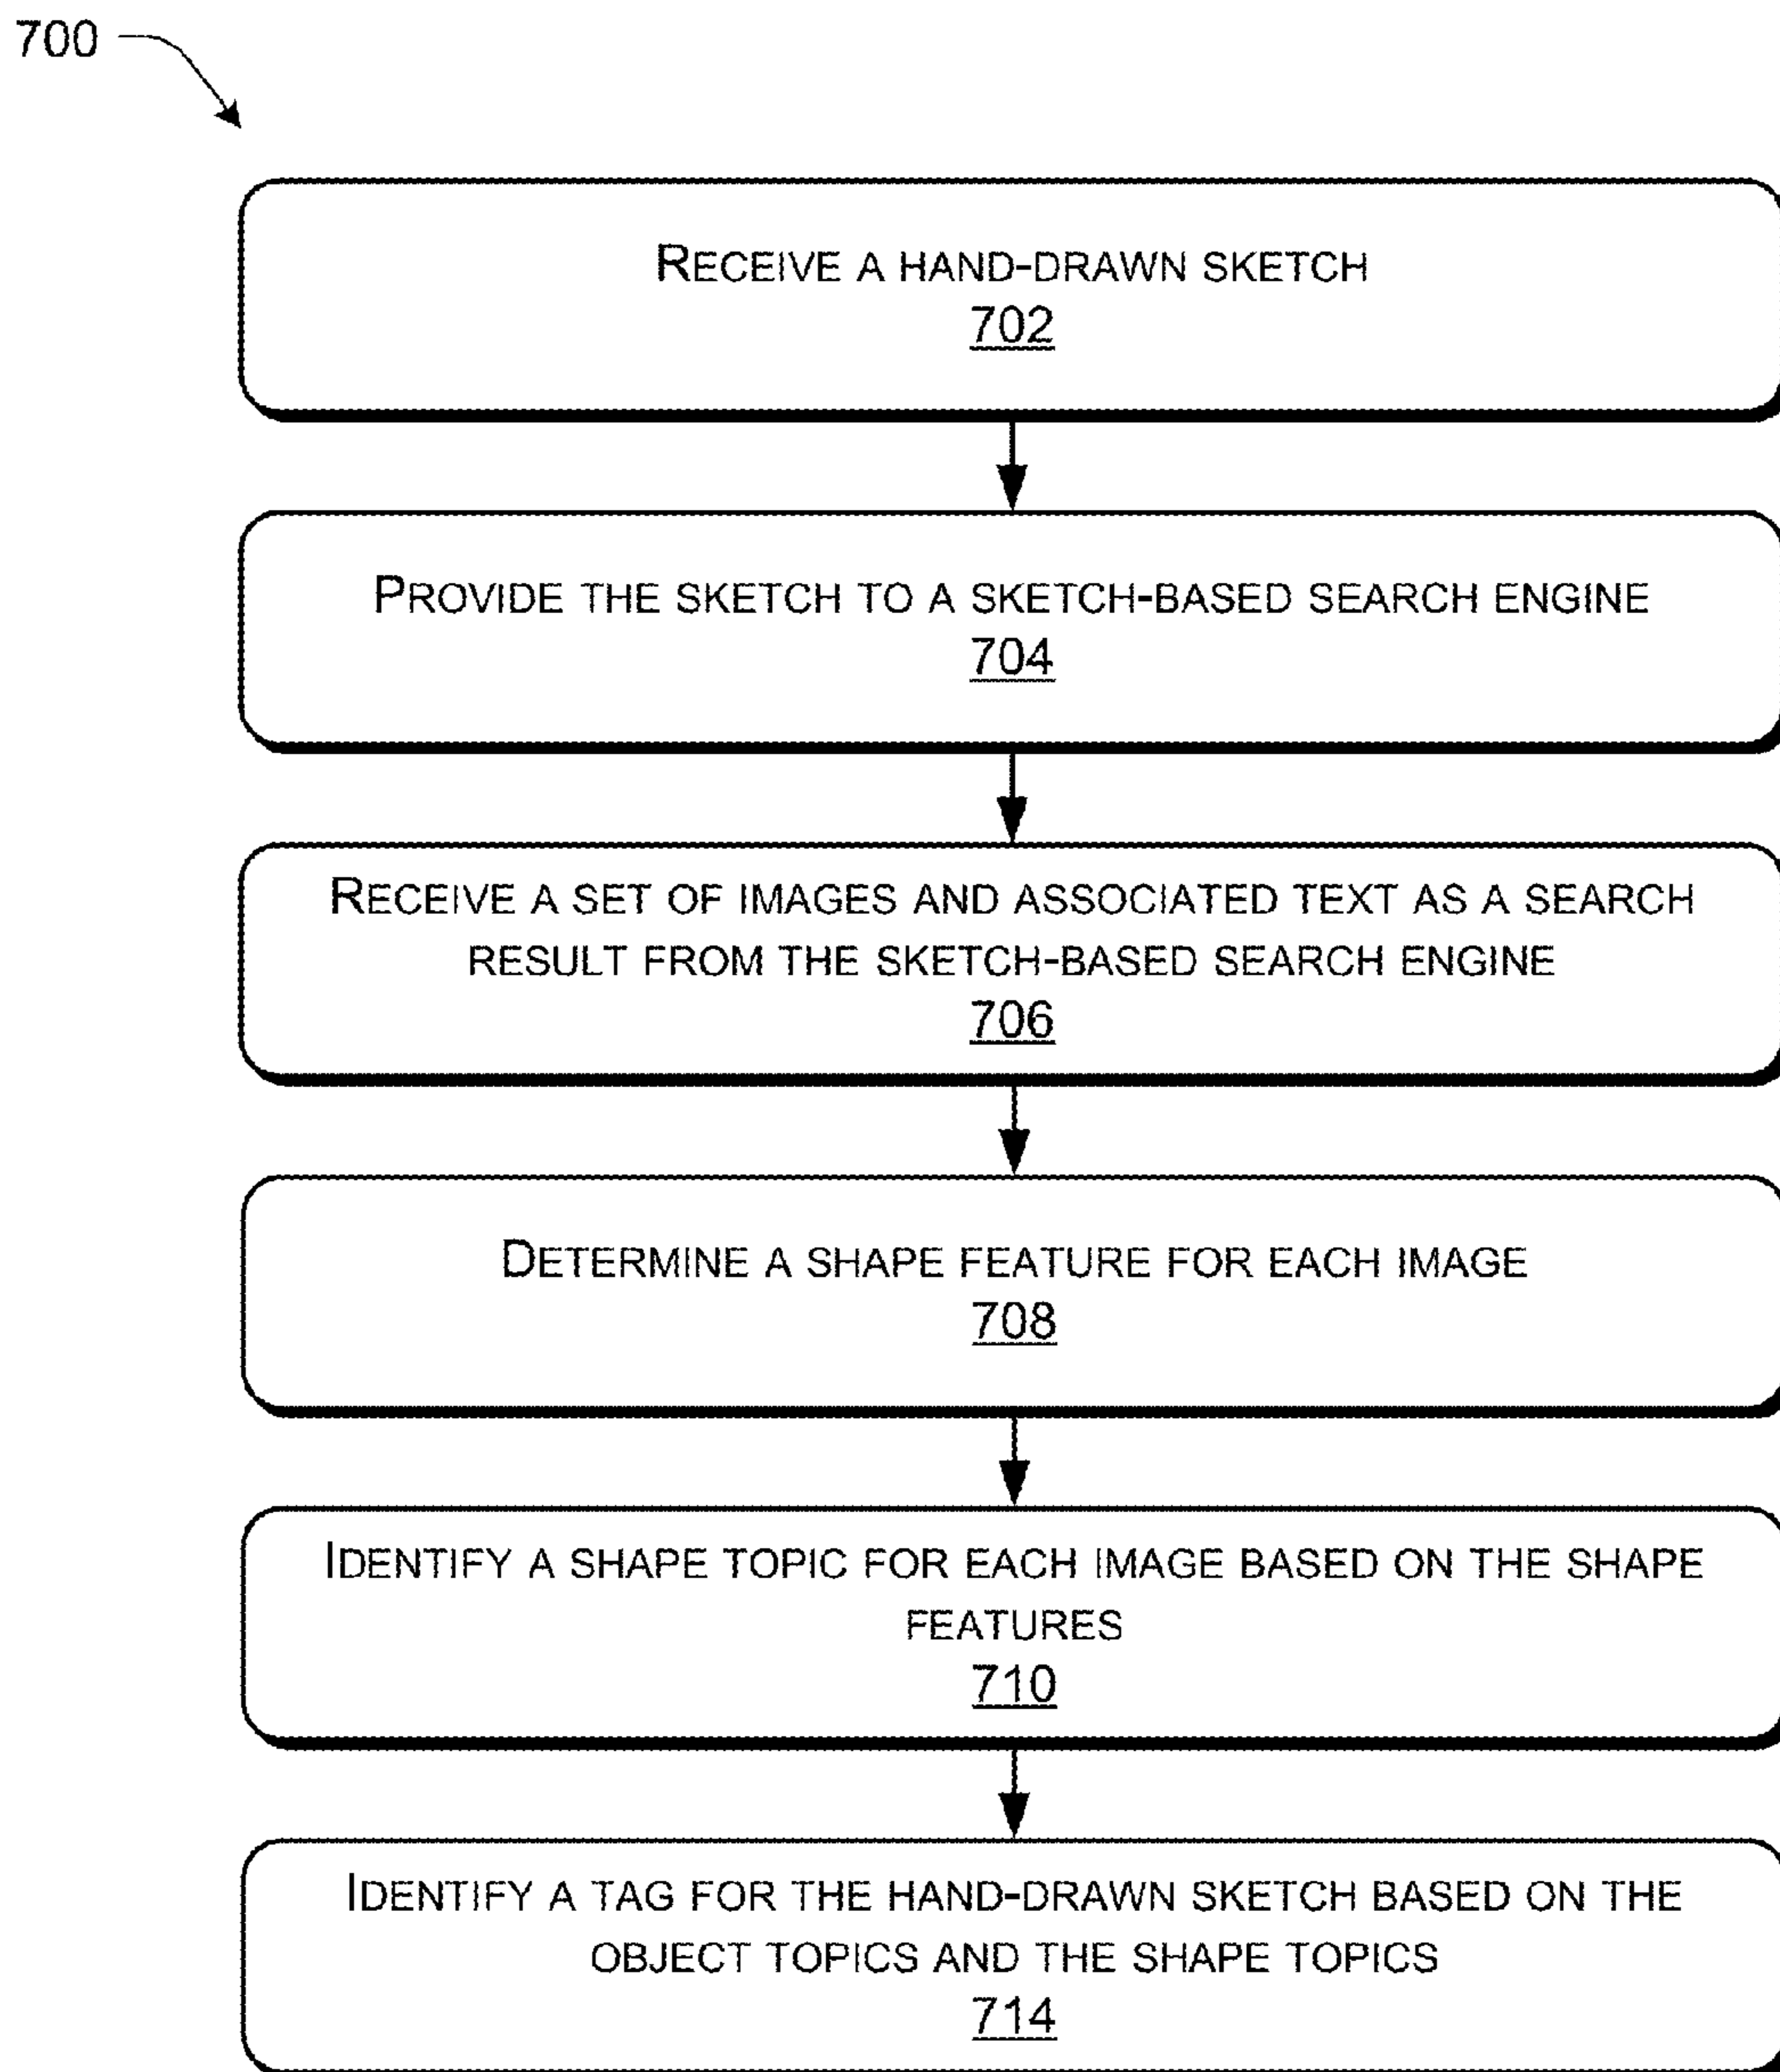 700
RECEIVE A HAND-DRAWN SKETCH
702
PROVIDE THE SKETCH TO A SKETCH-BASED SEARCH ENGINE
704
RECEIVE A SET OF IMAGES AND ASSOCIATED TEXT AS A SEARCH
RESULT FROM THE SKETCH-BASED SEARCH ENGINE
706
DETERMINE A SHAPE FEATURE FOR EACH IMAGE
708
IDENTIFY A SHAPE TOPIC FOR EACH IMAGE BASED ON THE SHAPE
FEATURES
710
IDENTIFY A TAG FOR THE HAND-DRAWN SKETCH BASED ON THE
OBJECT TOPICS AND THE SHAPE TOPICS
714